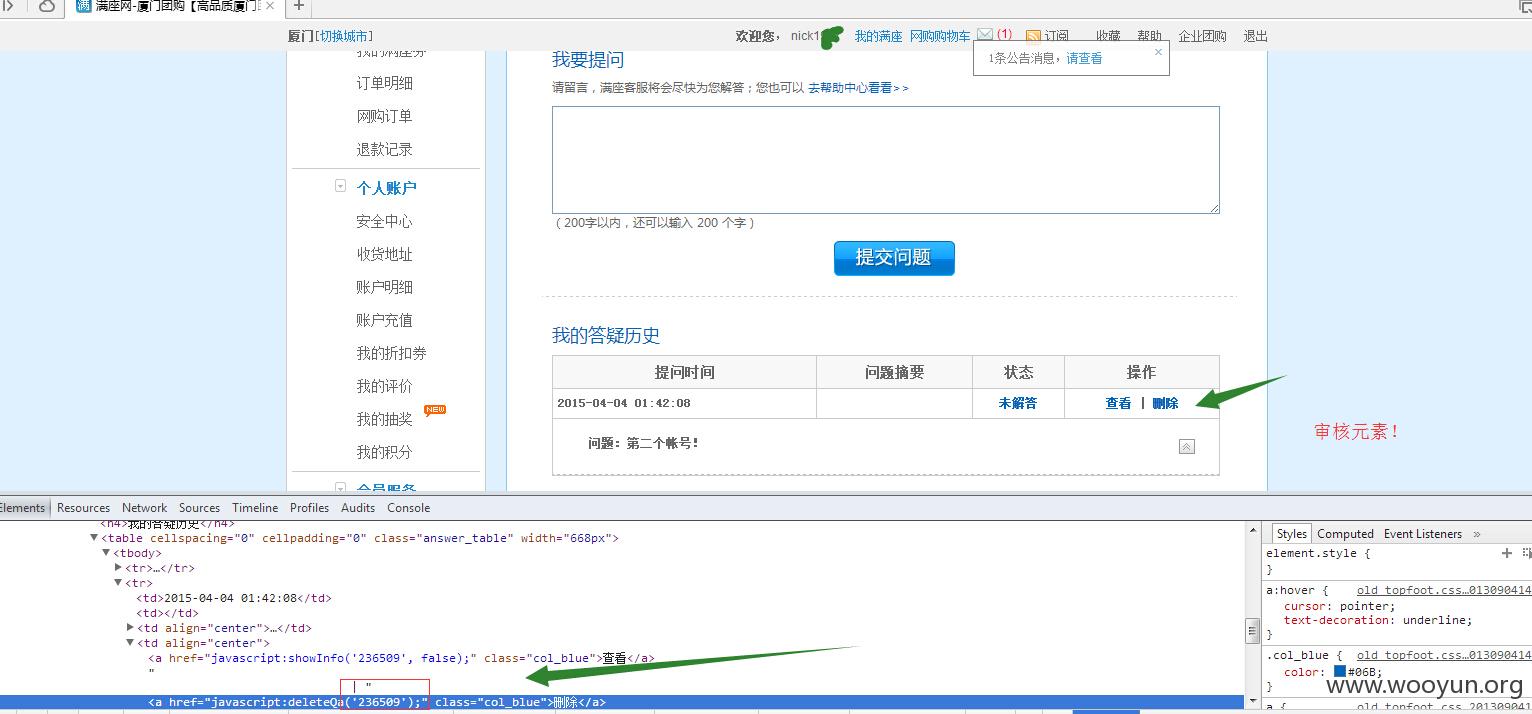 满座网-厦门团购【高品质厦门团
厦门[切换城市]
欢迎您， nick1 我的满座 网购购物车 (1) 订阅 收藏 帮助 企业团购 退出
1条公告消息，请查看
我的网座券
订单明细
网购订单
退款记录
个人账户
安全中心
收货地址
账户明细
账户充值
我的折扣券
我的评价
我的抽奖 NEW
我的积分
会员服务
我要提问
请留言，满座客服将会尽快为您解答；您也可以 去帮助中心看看>>
（200字以内，还可以输入 200 个字）
提交问题
我的答疑历史
提问时间 问题摘要 状态 操作
2015-04-04 01:42:08 未解答 查看 | 删除
问题：第二个帐号！
审核元素！
Elements Resources Network Sources Timeline Profiles Audits Console
<h4>我的答疑历史</h4>
▼<table cellspacing="0" cellpadding="0" class="answer_table" width="668px">
▼<tbody>
▶<tr>…</tr>
▼<tr>
<td>2015-04-04 01:42:08</td>
<td></td>
▶<td align="center">…</td>
▼<td align="center">
<a href="javascript:showInfo('236509', false);" class="col_blue">查看</a>
"
| "
<a href="javascript:deleteQa('236509');" class="col_blue">删除</a>
Styles Computed Event Listeners »
element.style {
}
a:hover { old_topfoot.css…013090414
cursor: pointer;
text-decoration: underline;
}
.col_blue { old_topfoot.css…013090414
color: #06B;
}
a { old_topfoot.css…2013090414
www.wooyun.org